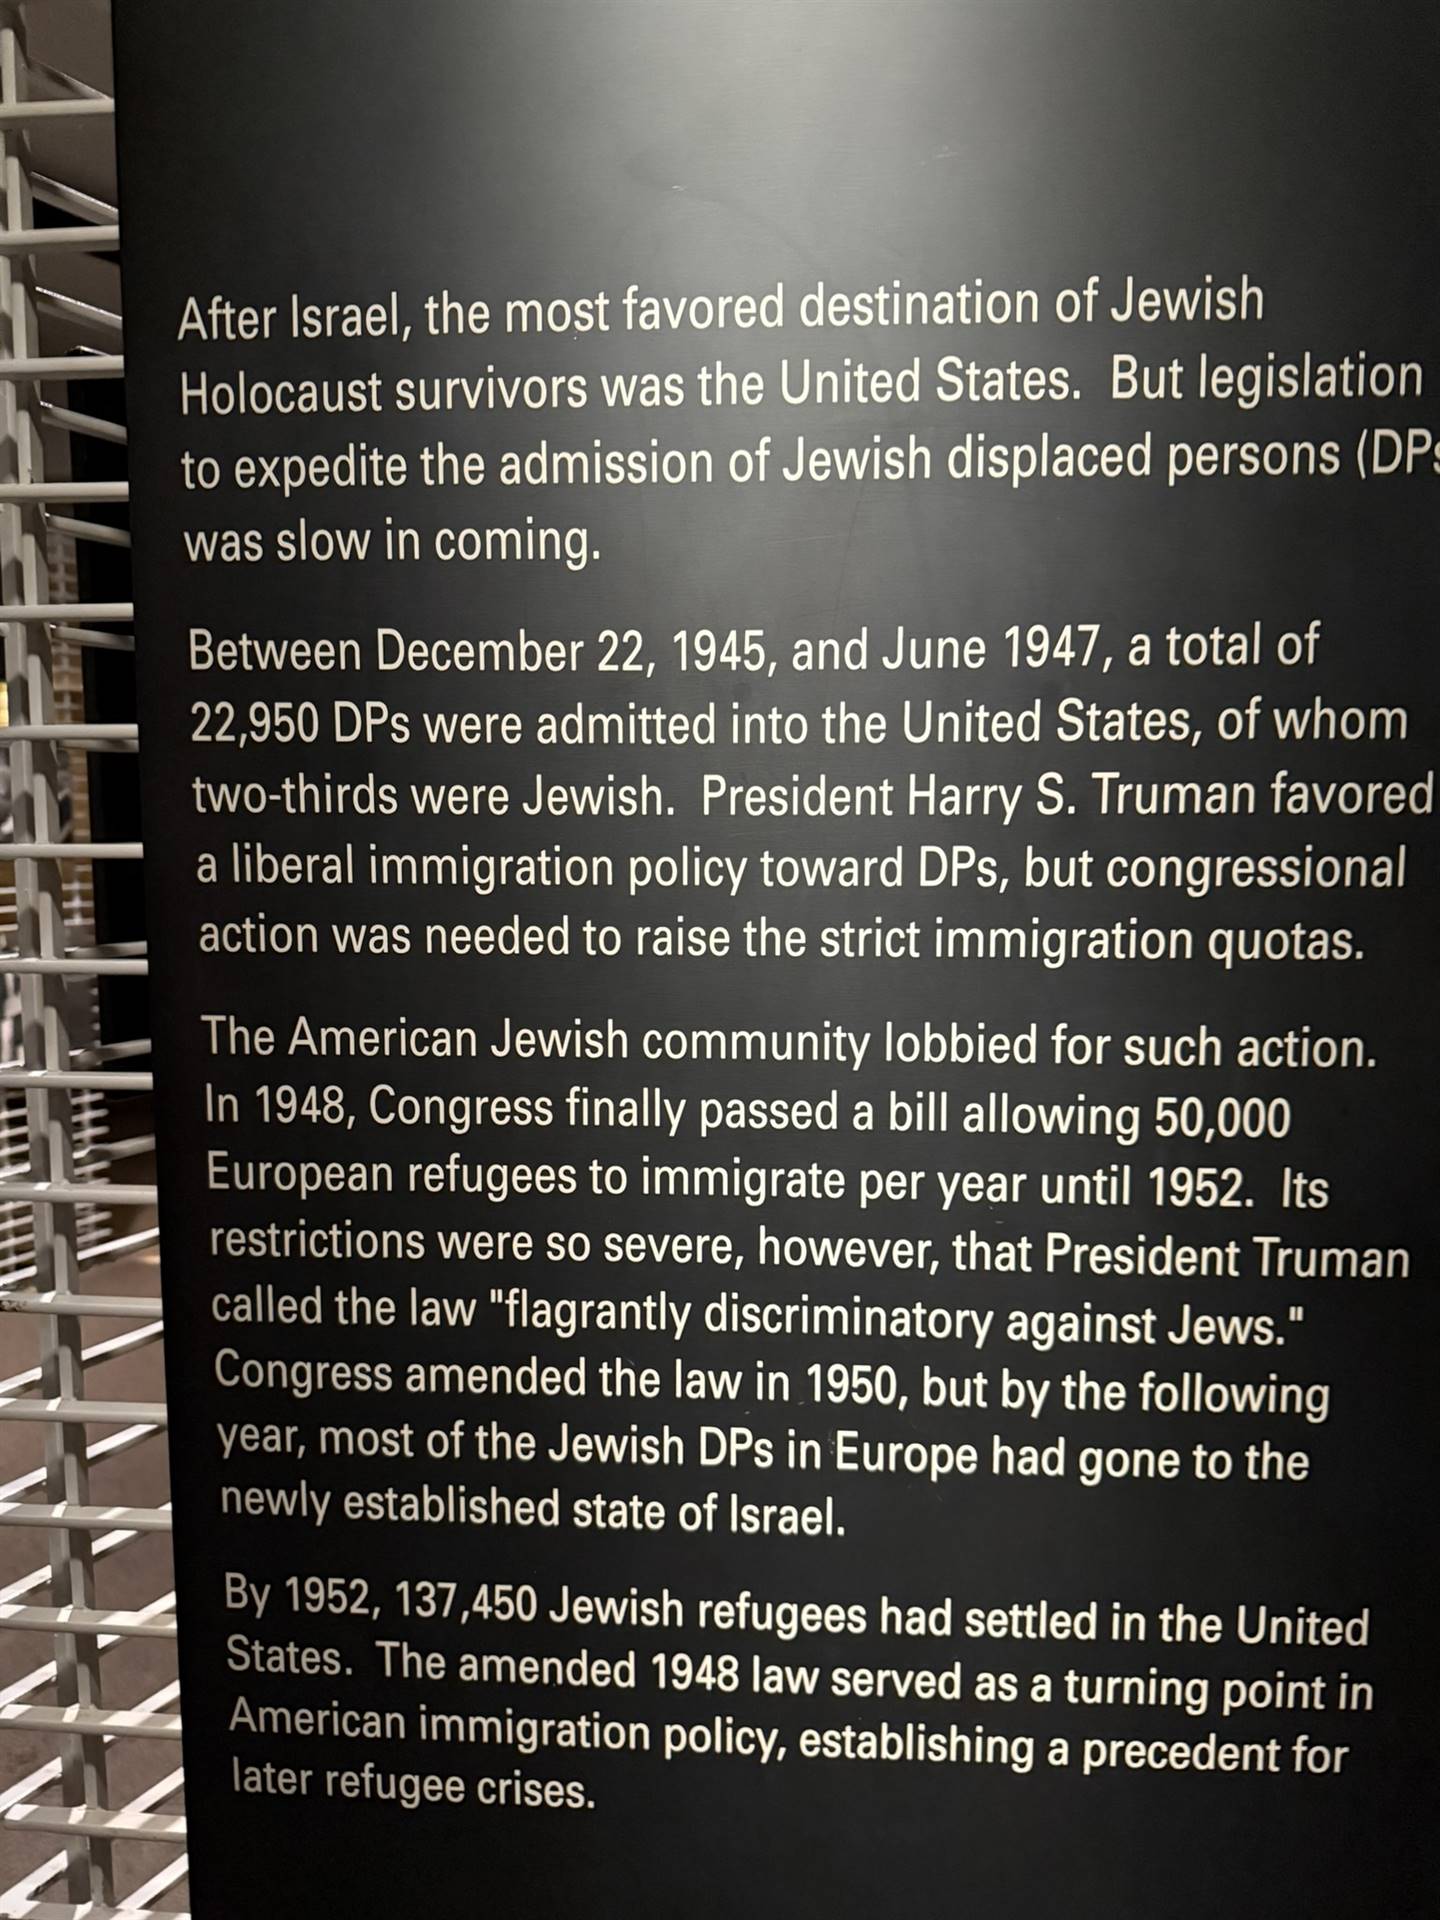 After Israel, the most favored destination of Jewish
Holocaust survivors was the United States. But legislation
to expedite the admission of Jewish displaced persons (DPs
was slow in coming.
Between December 22, 1945, and June 1947, a total of
22,950 DPs were admitted into the United States, of whom
two-thirds were Jewish. President Harry S. Truman favored
a liberal immigration policy toward DPs, but congressional
action was needed to raise the strict immigration quotas.
The American Jewish community lobbied for such action.
In 1948, Congress finally passed a bill allowing 50,000
European refugees to immigrate per year until 1952. Its
restrictions were so severe, however, that President Truman
called the law "flagrantly discriminatory against Jews."
Congress amended the law in 1950, but by the following
year, most of the Jewish DPs in Europe had gone to the
newly established state of Israel.
By 1952, 137,450 Jewish refugees had settled in the United
States. The amended 1948 law served as a turning point in
American immigration policy, establishing a precedent for
later refugee crises.